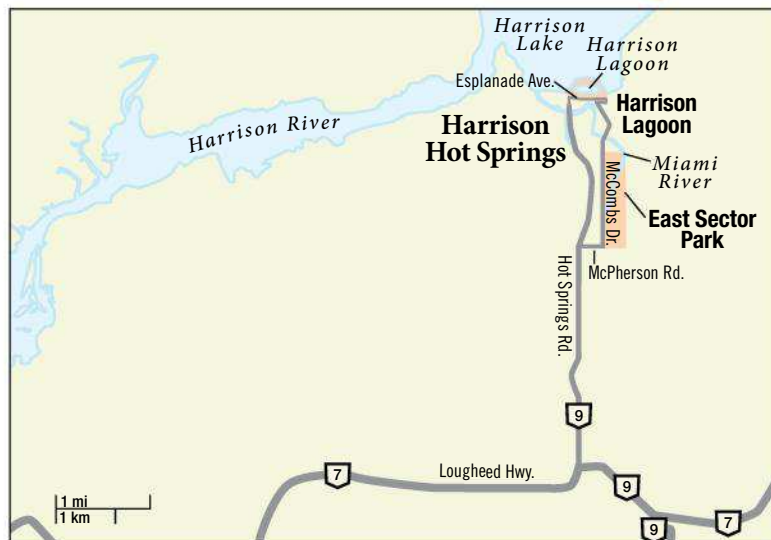 Harrison
Lake
Harrison
Lagoon
Esplanade Ave.
Harrison
Lagoon
Harrison River
Harrison
Hot Springs
Miami
River
McCombs Dr.
East Sector
Park
McPherson Rd.
Hot Springs Rd.
9
7
Lougheed Hwy.
9
9
7
1 mi
1 km